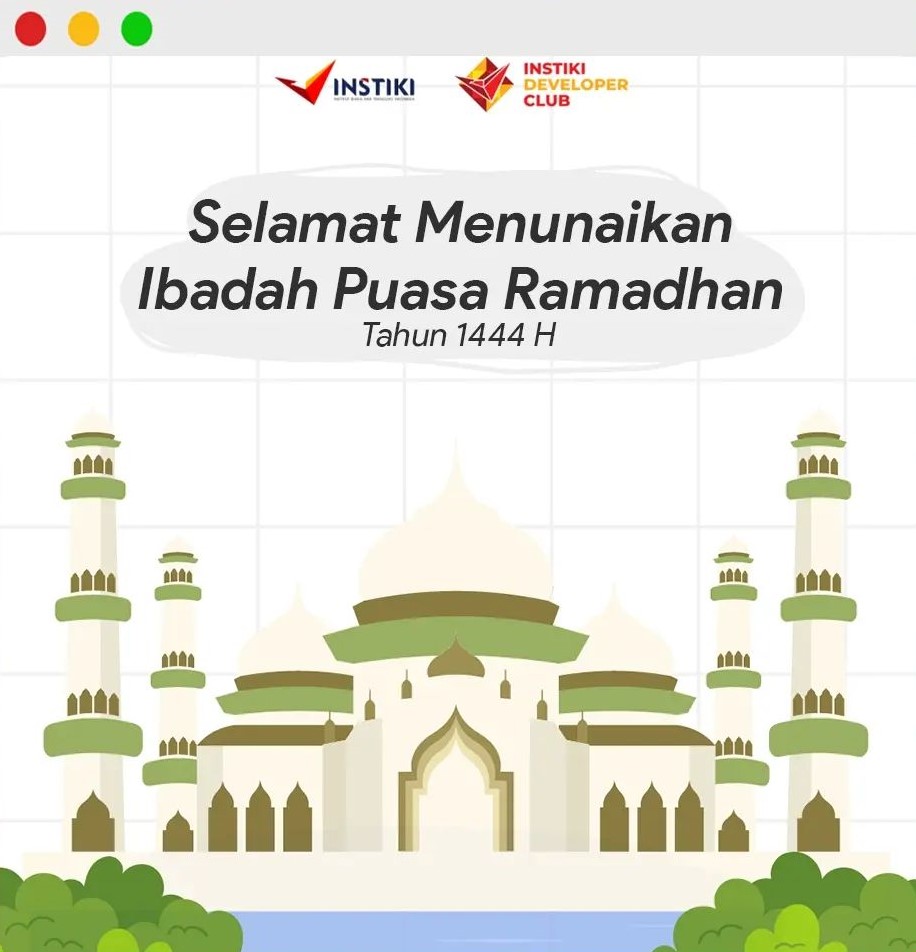 INSTIKI
INSTIKI
DEVELOPER
CLUB
Selamat Menunaikan
Ibadah Puasa Ramadhan
Tahun 1444 H